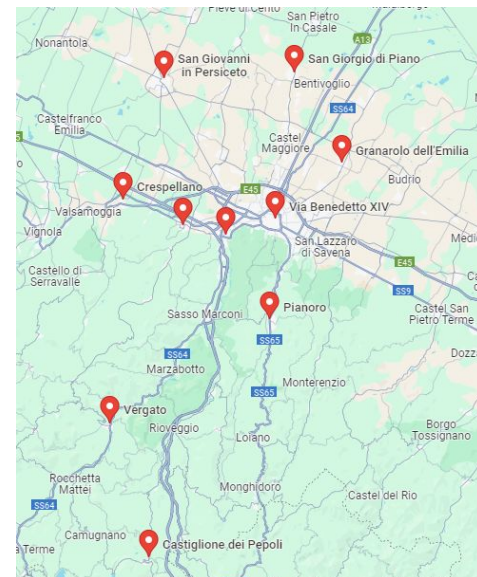 Pieve di Cento
San Pietro
In Casale
A13
Nonantola
San Giovanni
in Persiceto
San Giorgio di Piano
Bentivoglio
SS64
Castelfranco
Emilia
Castel
Maggiore
Granarolo dell'Emilia
Budrio
Crespellano
E45
Valsamoggia
Via Benedetto XIV
Vignola
San Lazzaro
di Savena
Medi
E45
Castello di
Serravalle
SS9
Castel San
Pietro Terme
Pianoro
Sasso Marconi
SS65
SS64
Dozz
Marzabotto
Monterenzio
SS65
Vergato
Rioveggio
Loiano
Borgo
Tossignano
Rocchetta
Mattei
Monghidoro
Castel del Rio
SS64
Camugnano
Castiglione dei Pepoli
a Terme